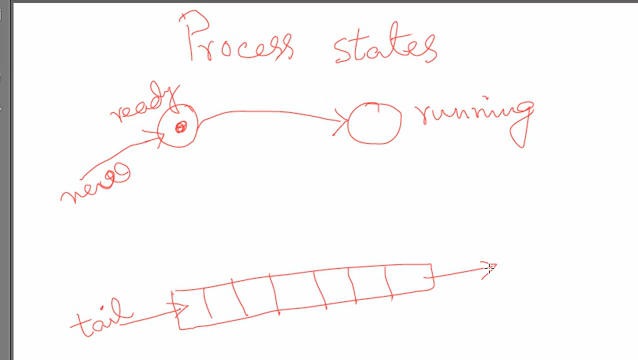 Process states
ready
running
new
tail